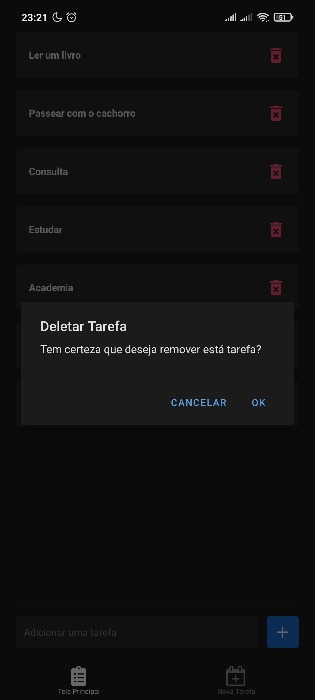 23:21
81
Ler um livro
Passear com o cachorro
Consulta
Estudar
Academia
Deletar Tarefa
Tem certeza que deseja remover está tarefa?
CANCELAR OK
Adicionar uma tarefa
Tela Principal Nova Tarefa